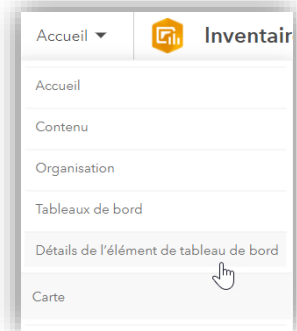 Accueil Inventair
Accueil
Contenu
Organisation
Tableaux de bord
Détails de l'élément de tableau de bord
Carte